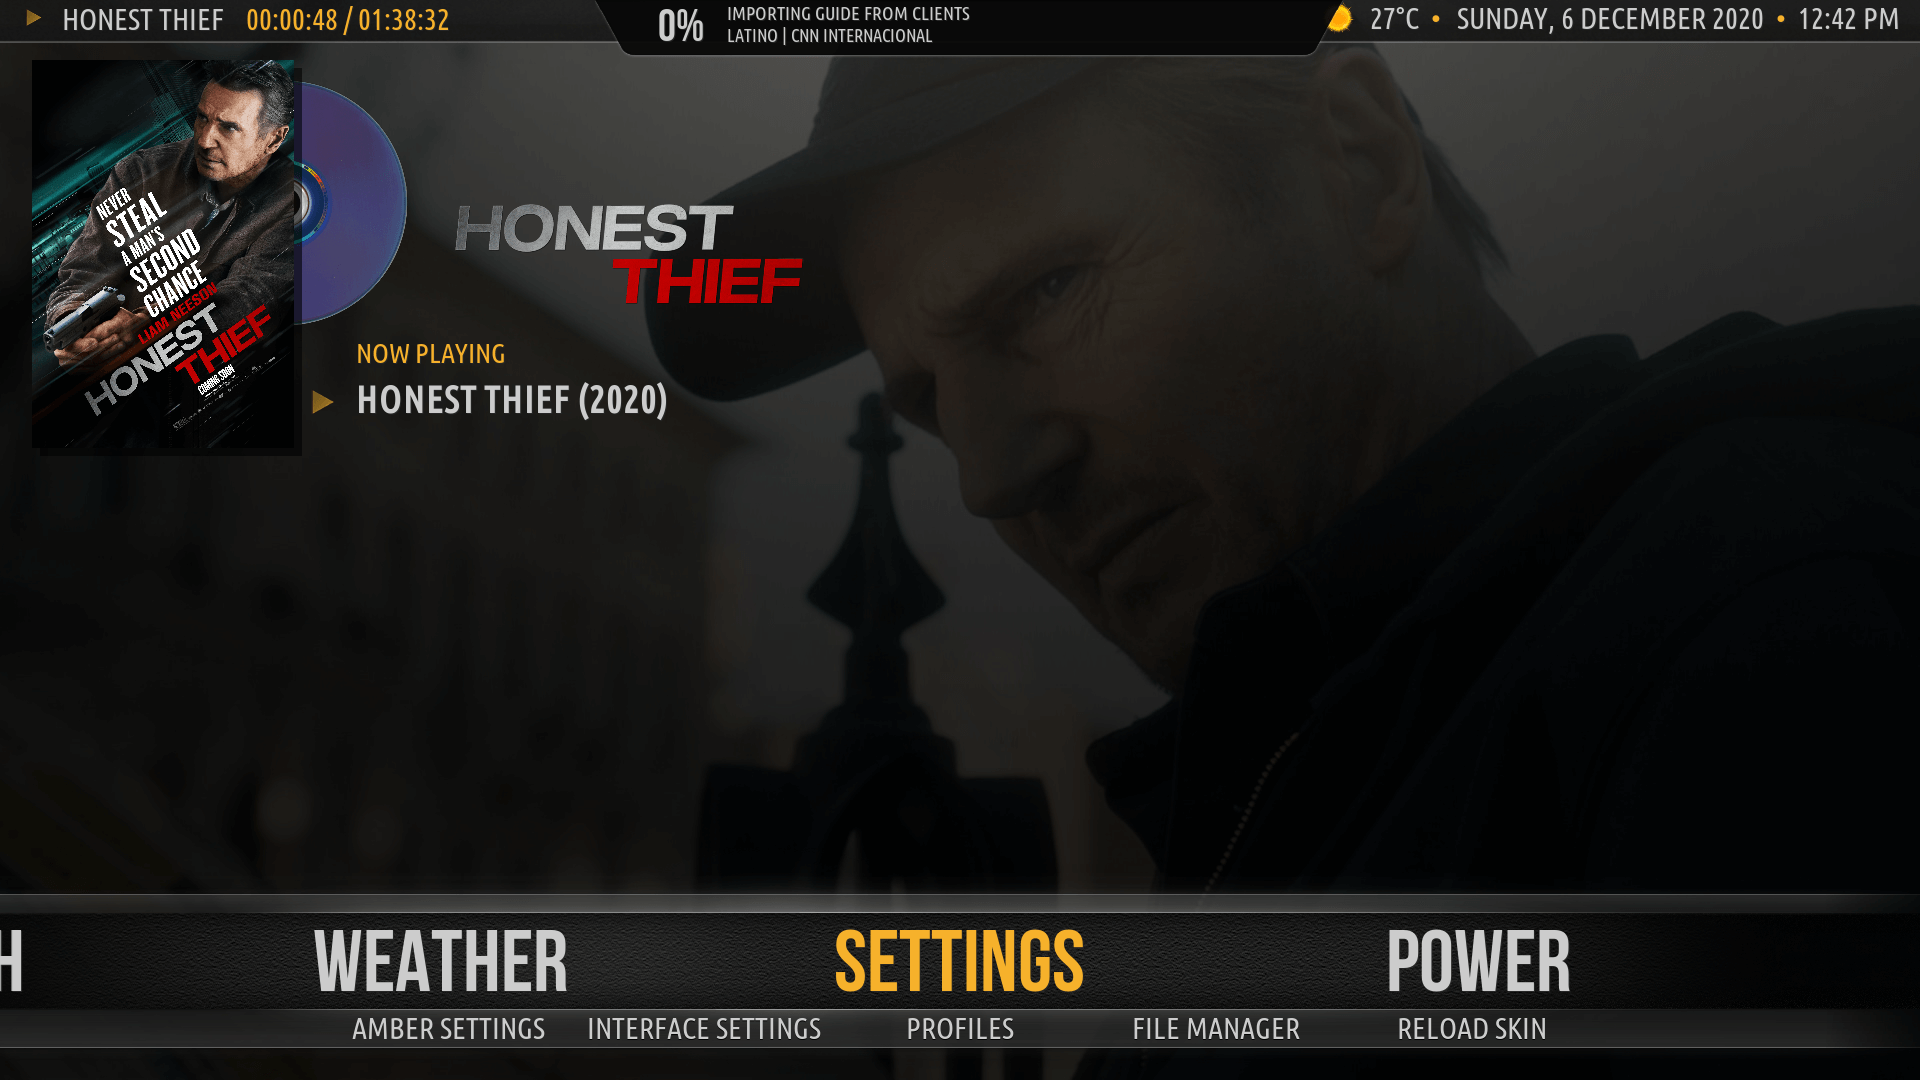 HONEST THIEF 00:00:48 / 01:38:32
0%
IMPORTING GUIDE FROM CLIENTS
LATINO | CNN INTERNACIONAL
27°C • SUNDAY, 6 DECEMBER 2020 • 12:42 PM
NEVER
STEAL
A MAN'S
SECOND
CHANCE
LIAM NEESON
HONEST
THIEF
COMING SOON
HONEST
THIEF
NOW PLAYING
HONEST THIEF (2020)
H WEATHER SETTINGS POWER
AMBER SETTINGS INTERFACE SETTINGS PROFILES FILE MANAGER RELOAD SKIN